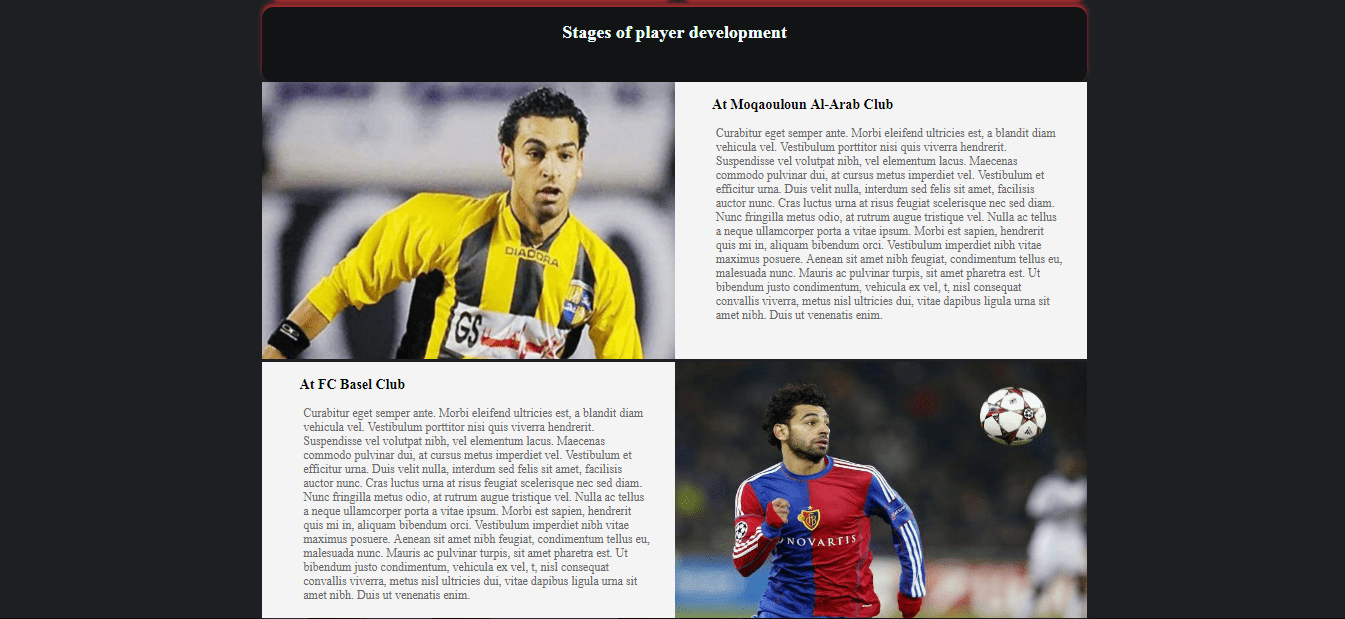 Stages of player development
At Moqaouloun Al-Arab Club
Curabitur eget semper ante. Morbi eleifend ultricies est, a blandit diam
vehicula vel. Vestibulum porttitor nisi quis viverra hendrerit.
Suspendisse vel volutpat nibh, vel elementum lacus. Maecenas
commodo pulvinar dui, at cursus metus imperdiet vel. Vestibulum et
efficitur urna. Duis velit nulla, interdum sed felis sit amet, facilisis
auctor nunc. Cras luctus urna at risus feugiat scelerisque nec sed diam.
Nunc fringilla metus odio, at rutrum augue tristique vel. Nulla ac tellus
a neque ullamcorper porta a vitae ipsum. Morbi est sapien, hendrerit
quis mi in, aliquam bibendum orci. Vestibulum imperdiet nibh vitae
maximus posuere. Aenean sit amet nibh feugiat, condimentum tellus eu,
malesuada nunc. Mauris ac pulvinar turpis, sit amet pharetra est. Ut
bibendum justo condimentum, vehicula ex vel, t, nisl consequat
convallis viverra, metus nisl ultricies dui, vitae dapibus ligula urna sit
amet nibh. Duis ut venenatis enim.
DIADORA
GS
At FC Basel Club
Curabitur eget semper ante. Morbi eleifend ultricies est, a blandit diam
vehicula vel. Vestibulum porttitor nisi quis viverra hendrerit.
Suspendisse vel volutpat nibh, vel elementum lacus. Maecenas
commodo pulvinar dui, at cursus metus imperdiet vel. Vestibulum et
efficitur urna. Duis velit nulla, interdum sed felis sit amet, facilisis
auctor nunc. Cras luctus urna at risus feugiat scelerisque nec sed diam.
Nunc fringilla metus odio, at rutrum augue tristique vel. Nulla ac tellus
a neque ullamcorper porta a vitae ipsum. Morbi est sapien, hendrerit
quis mi in, aliquam bibendum orci. Vestibulum imperdiet nibh vitae
maximus posuere. Aenean sit amet nibh feugiat, condimentum tellus eu,
malesuada nunc. Mauris ac pulvinar turpis, sit amet pharetra est. Ut
bibendum justo condimentum, vehicula ex vel, t, nisl consequat
convallis viverra, metus nisl ultricies dui, vitae dapibus ligula urna sit
amet nibh. Duis ut venenatis enim.
NOVARTIS